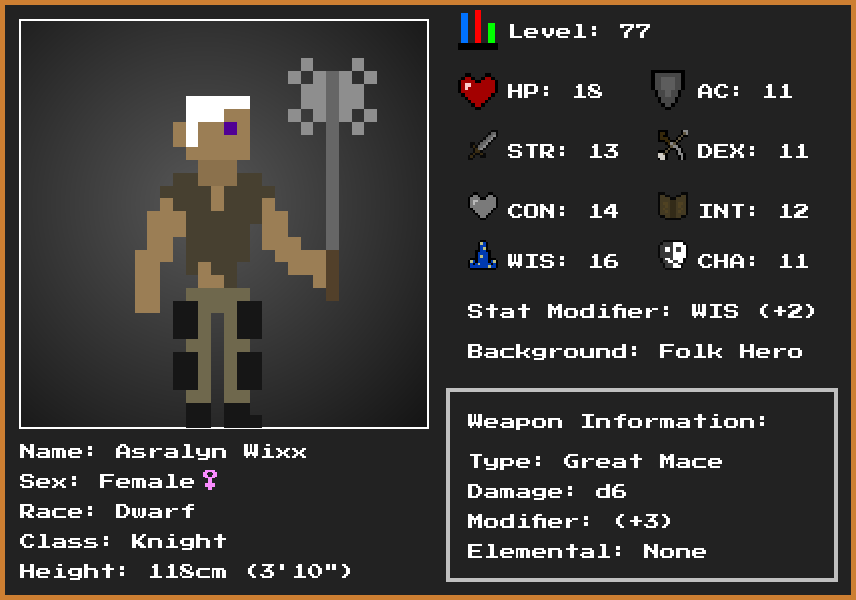 Level: 77
HP: 18 AC: 11
STR: 13 DEX: 11
CON: 14 INT: 12
WIS: 16 CHA: 11
Stat Modifier: WIS (+2)
Background: Folk Hero
Weapon Information:
Type: Great Mace
Damage: d6
Modifier: (+3)
Elemental: None
Name: Asralyn Wixx
Sex: Female♀
Race: Dwarf
Class: Knight
Height: 118cm (3'10")